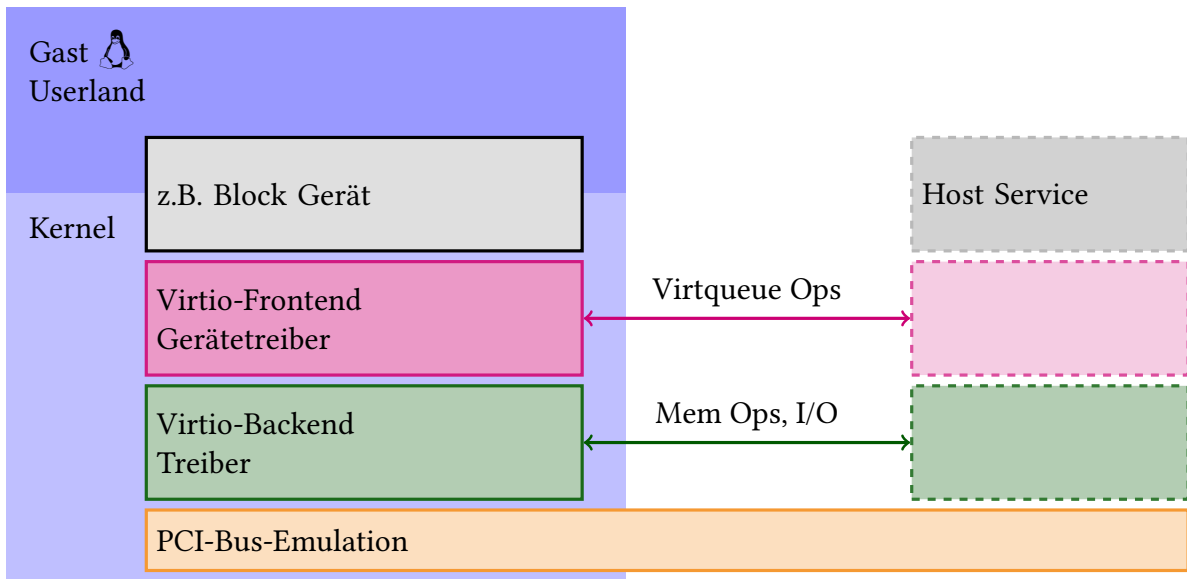 Gast
Userland
z.B. Block Gerät
Host Service
Kernel
Virtio-Frontend
Gerätetreiber
Virtqueue Ops
Virtio-Backend
Treiber
Mem Ops, I/O
PCI-Bus-Emulation